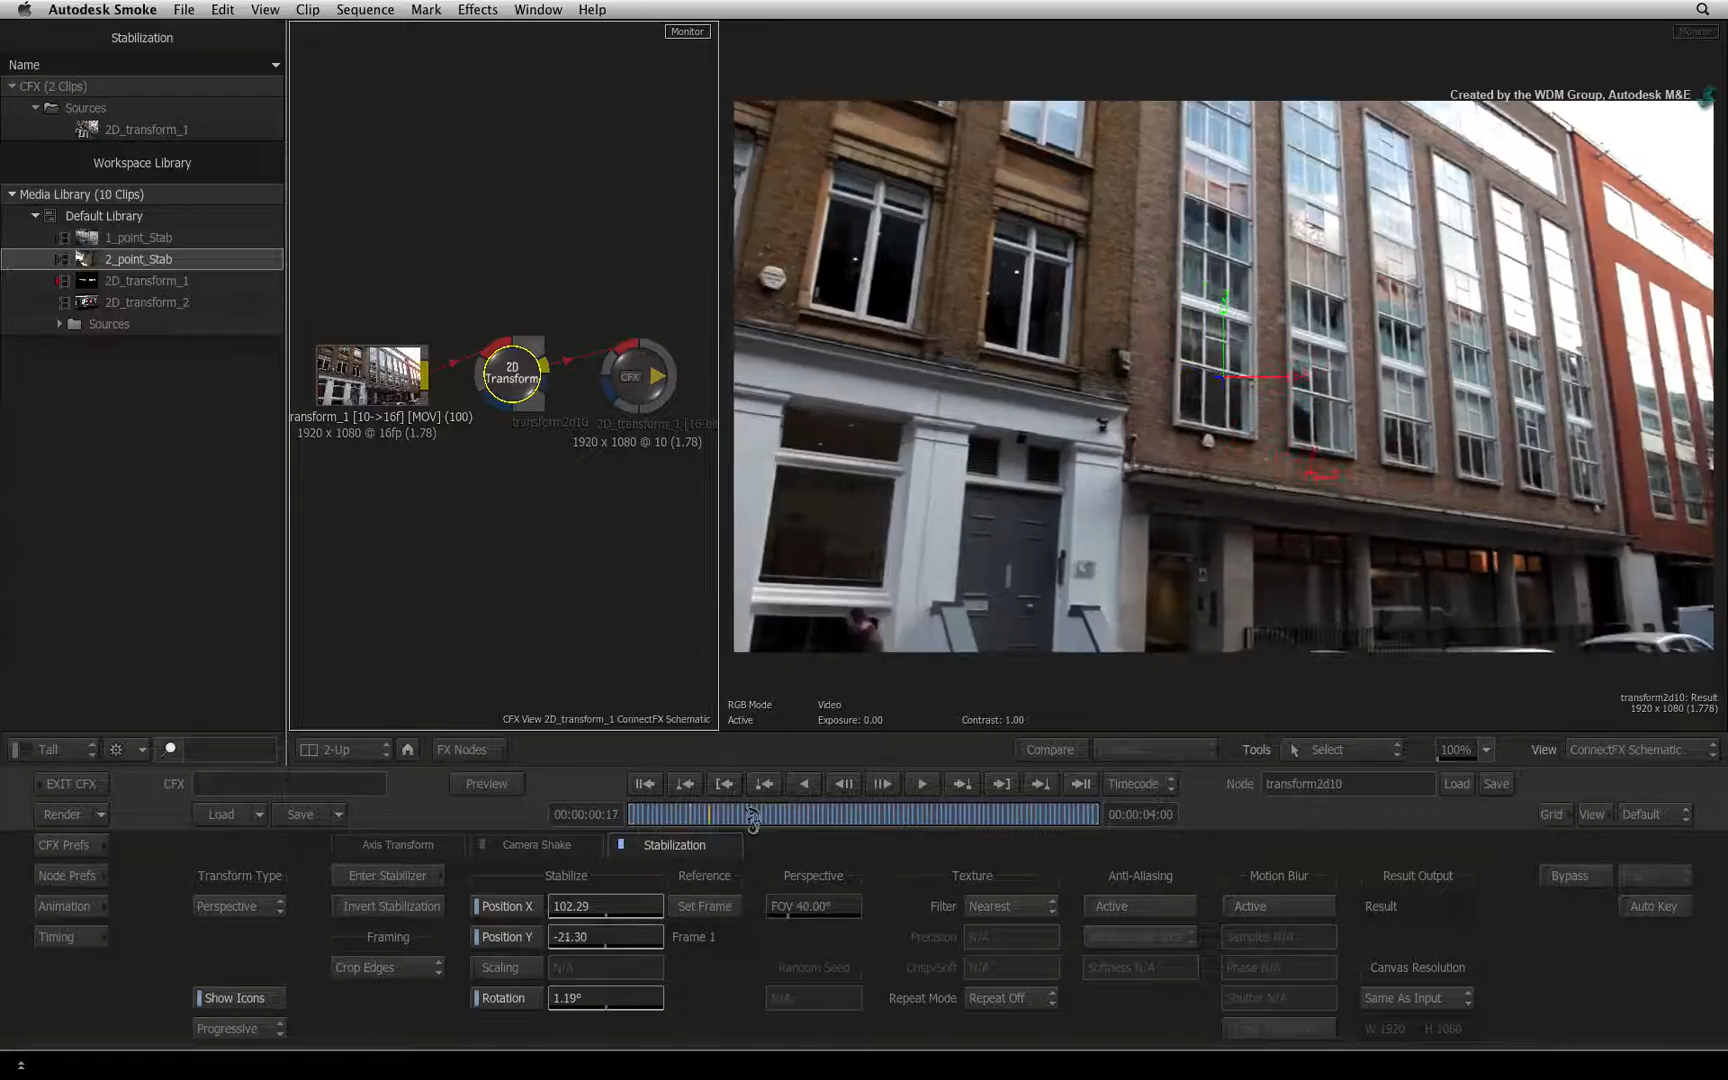 Autodesk Smoke File Edit View Clip Sequence Mark Effects Window Help
Stabilization
Name
CFX (2 Clips)
Sources
2D_transform_1
Workspace Library
Media Library (10 Clips)
Default Library
1_point_Stab
2_point_Stab
2D_transform_1
2D_transform_2
Sources
Monitor
Monitor
Created by the WDM Group, Autodesk M&E
2D
Transform
CFX
ransform_1 [10->16f] [MOV] (100)
1920 x 1080 @ 16fp (1.78)
transform2d10
2D_transform_1 [16-bit
1920 x 1080 @ 10 (1.78)
CFX View 2D_transform_1 ConnectFX Schematic
RGB Mode Video
Active Exposure: 0.00 Contrast: 1.00
transform2d10: Result
1920 x 1080 (1.778)
Tall 2-Up FX Nodes Compare Tools Select 100% View ConnectFX Schematic
EXIT CFX CFX Preview Timecode Node transform2d10 Load Save
Render Load Save 00:00:00:17 00:00:04:00 Grid View Default
CFX Prefs Axis Transform Camera Shake Stabilization
Node Prefs Transform Type Enter Stabilizer Stabilize Reference Perspective Texture Anti-Aliasing Motion Blur Result Output Bypass
Animation Perspective Invert Stabilization Position X 102.29 Set Frame FOV 40.00° Filter Nearest Active Active Result Auto Key
Timing Framing Position Y -21.30 Frame 1 Precision N/A Samples N/A
Crop Edges Scaling N/A Random Seed Crisp/Soft N/A Softness N/A Phase N/A Canvas Resolution
Show Icons Rotation 1.19° N/A Repeat Mode Repeat Off Shutter N/A Same As Input
Progressive W 1920 H 1080